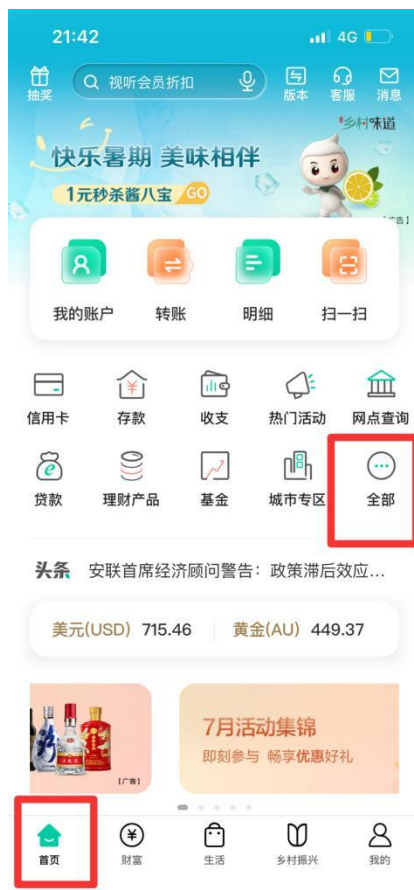 21:42
4G
抽奖
视听会员折扣
版本
客服
消息
乡村味道
快乐暑期 美味相伴
1元秒杀酱八宝 GO
我的账户
转账
明细
扫一扫
信用卡
存款
收支
热门活动
网点查询
贷款
理财产品
基金
城市专区
全部
头条 安联首席经济顾问警告：政策滞后效应...
美元(USD) 715.46
黄金(AU) 449.37
7月活动集锦
即刻参与 畅享优惠好礼
[广告]
首页
财富
生活
乡村振兴
我的